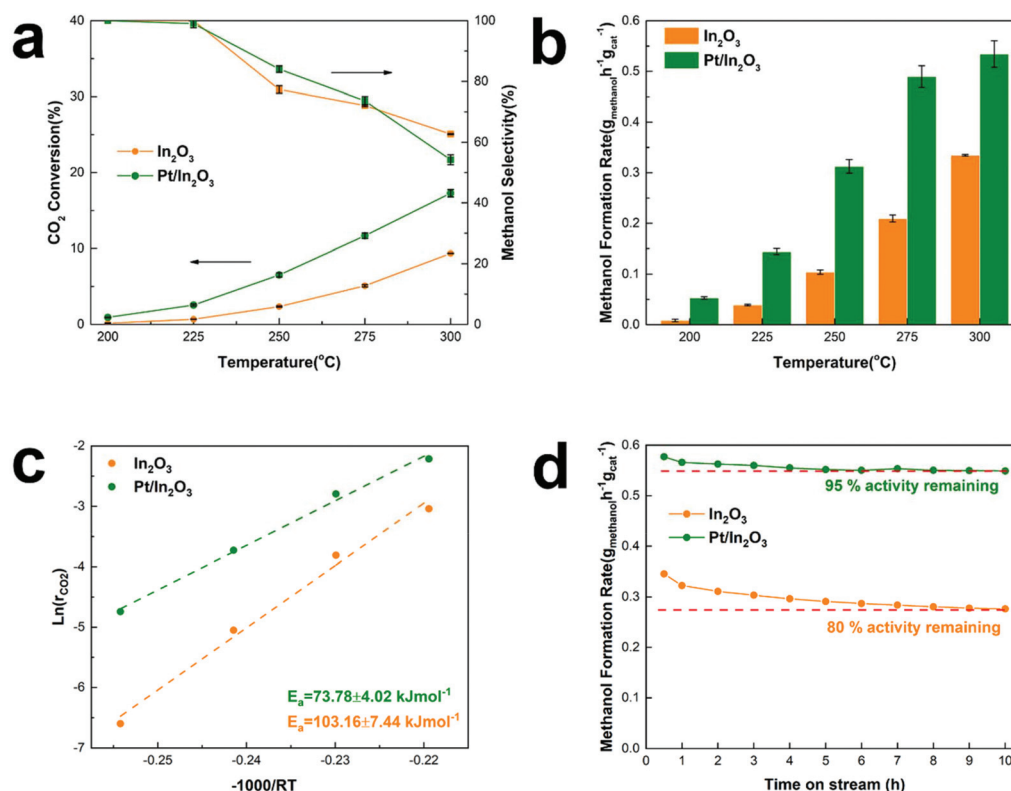 a
40
30
20
10
0
CO₂ Conversion(%)
100
80
60
40
20
0
Methanol Selectivity(%)
In₂O₃
Pt/In₂O₃
200 225 250 275 300
Temperature(°C)
b
0.6
0.5
0.4
0.3
0.2
0.1
0.0
Methanol Formation Rate(g_methanol h⁻¹g_cat⁻¹)
In₂O₃
Pt/In₂O₃
200 225 250 275 300
Temperature(°C)
c
-2
-3
-4
-5
-6
-7
Ln(r_CO2)
In₂O₃
Pt/In₂O₃
Eₐ=73.78±4.02 kJmol⁻¹
Eₐ=103.16±7.44 kJmol⁻¹
-0.25 -0.24 -0.23 -0.22
-1000/RT
d
0.6
0.5
0.4
0.3
0.2
0.1
0.0
Methanol Formation Rate(g_methanol h⁻¹g_cat⁻¹)
95 % activity remaining
In₂O₃
Pt/In₂O₃
80 % activity remaining
0 1 2 3 4 5 6 7 8 9 10
Time on stream (h)